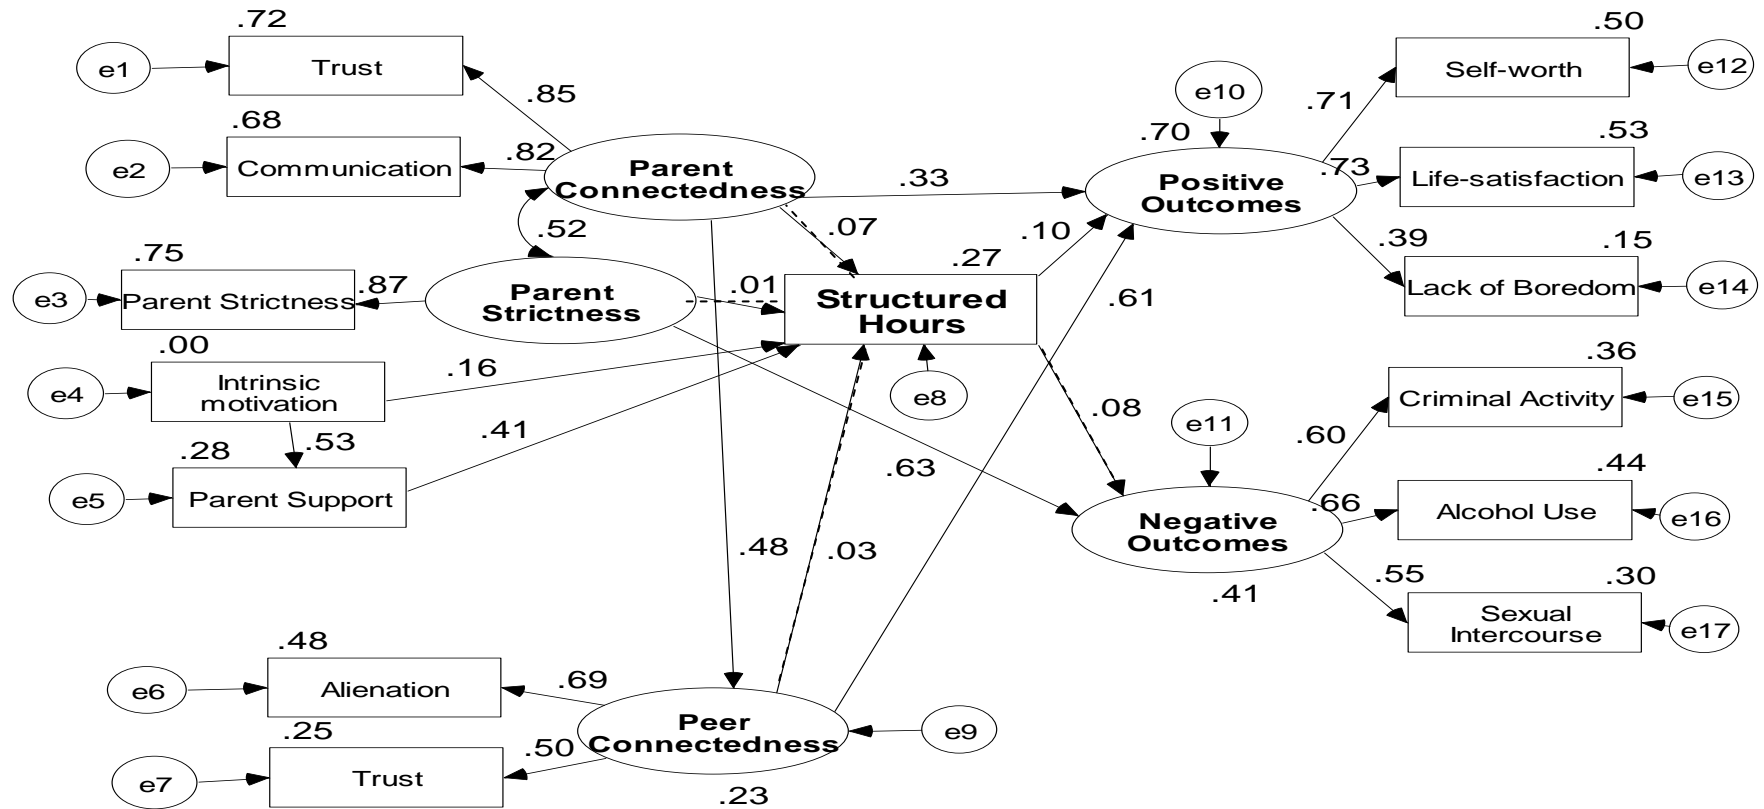 .72
e1
Trust
.85
.68
e2
Communication
.82
Parent
Connectedness
.52
.75
e3
Parent Strictness
.87
Parent
Strictness
.00
e4
Intrinsic
motivation
.16
.53
.28
e5
Parent Support
.41
.33
.07
.01
.27
Structured
Hours
e8
.10
.61
.08
.63
.48
.03
.48
e6
Alienation
.69
.25
e7
Trust
.50
Peer
Connectedness
.23
e9
e10
.70
Positive
Outcomes
.71
.50
Self-worth
e12
.73
.53
Life-satisfaction
e13
.39
.15
Lack of Boredom
e14
e11
Negative
Outcomes
.41
.60
.36
Criminal Activity
e15
.66
.44
Alcohol Use
e16
.55
.30
Sexual
Intercourse
e17